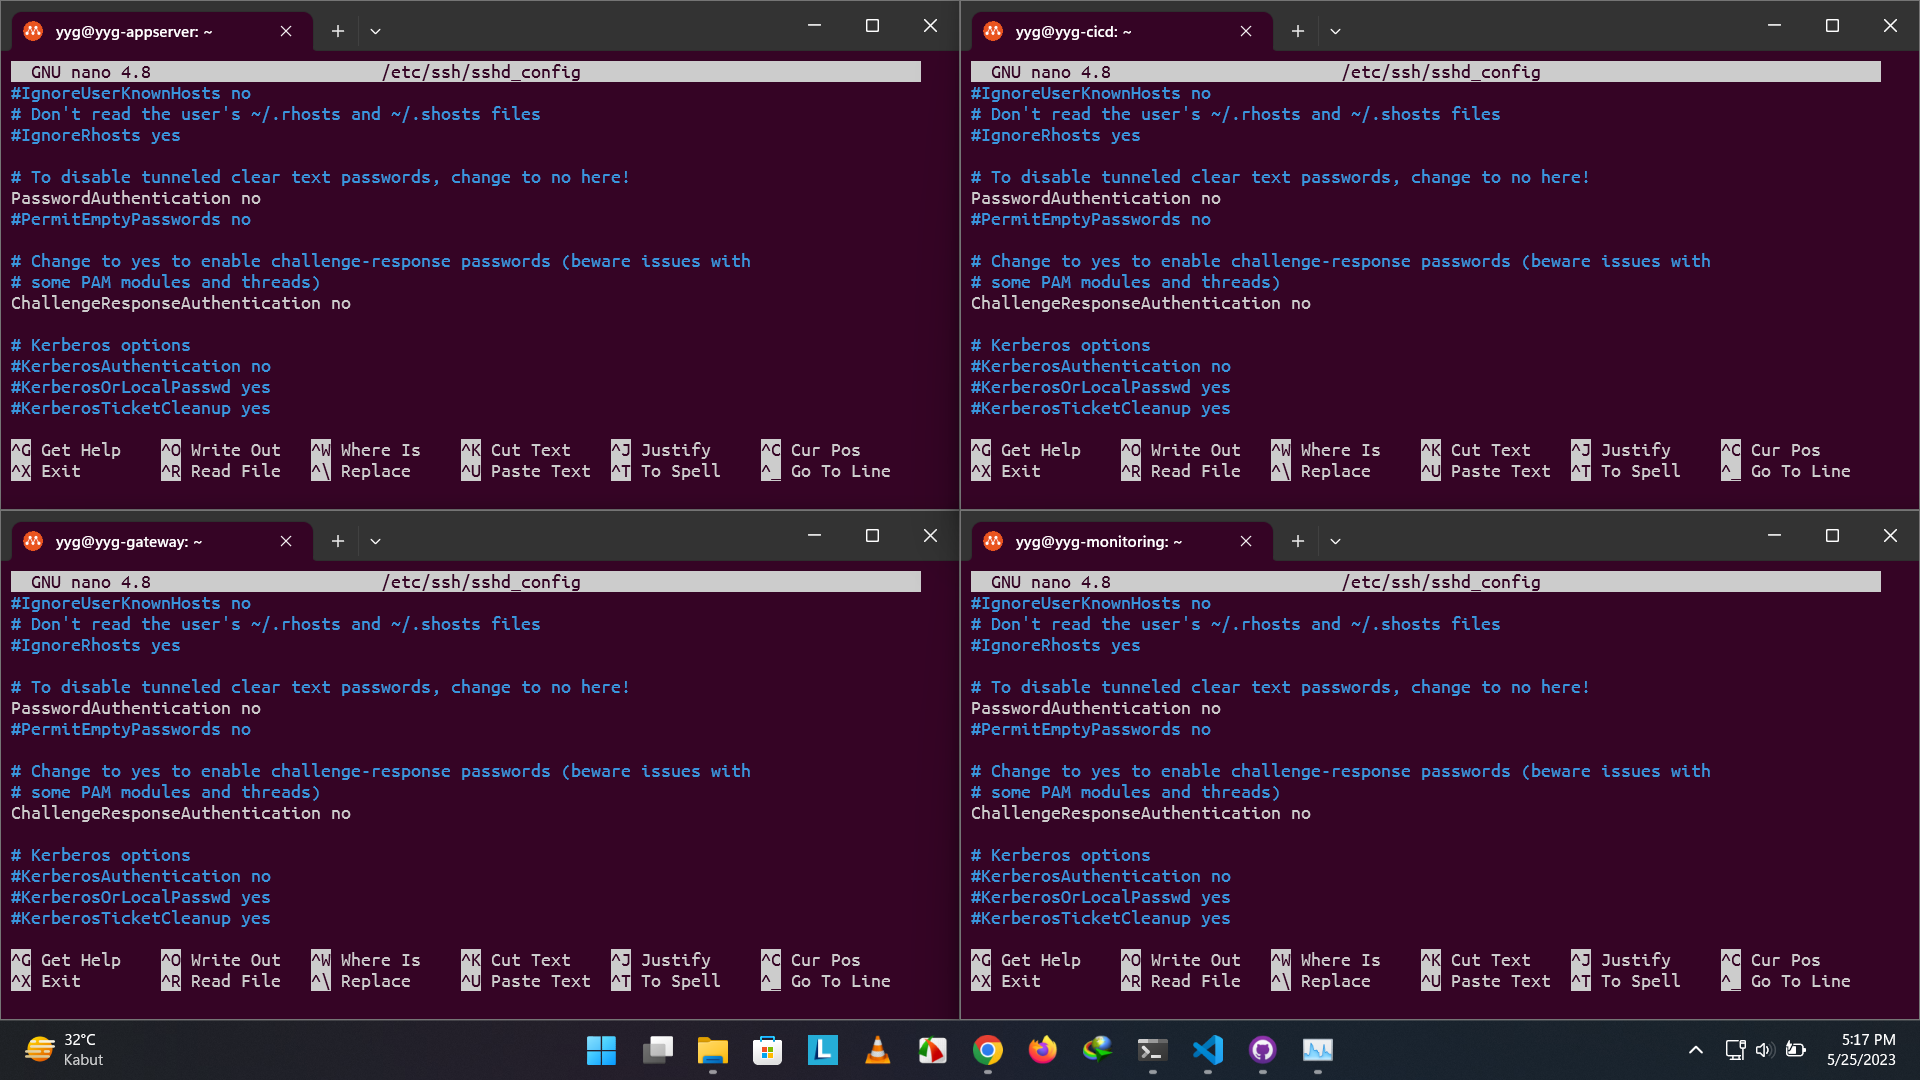 yyg@yyg-appserver: ~
GNU nano 4.8 /etc/ssh/sshd_config
#IgnoreUserKnownHosts no
# Don't read the user's ~/.rhosts and ~/.shosts files
#IgnoreRhosts yes
# To disable tunneled clear text passwords, change to no here!
PasswordAuthentication no
#PermitEmptyPasswords no
# Change to yes to enable challenge-response passwords (beware issues with
# some PAM modules and threads)
ChallengeResponseAuthentication no
# Kerberos options
#KerberosAuthentication no
#KerberosOrLocalPasswd yes
#KerberosTicketCleanup yes
^G Get Help ^O Write Out ^W Where Is ^K Cut Text ^J Justify ^C Cur Pos
^X Exit ^R Read File ^\ Replace ^U Paste Text ^T To Spell ^_ Go To Line
yyg@yyg-cicd: ~
GNU nano 4.8 /etc/ssh/sshd_config
#IgnoreUserKnownHosts no
# Don't read the user's ~/.rhosts and ~/.shosts files
#IgnoreRhosts yes
# To disable tunneled clear text passwords, change to no here!
PasswordAuthentication no
#PermitEmptyPasswords no
# Change to yes to enable challenge-response passwords (beware issues with
# some PAM modules and threads)
ChallengeResponseAuthentication no
# Kerberos options
#KerberosAuthentication no
#KerberosOrLocalPasswd yes
#KerberosTicketCleanup yes
^G Get Help ^O Write Out ^W Where Is ^K Cut Text ^J Justify ^C Cur Pos
^X Exit ^R Read File ^\ Replace ^U Paste Text ^T To Spell ^_ Go To Line
yyg@yyg-gateway: ~
GNU nano 4.8 /etc/ssh/sshd_config
#IgnoreUserKnownHosts no
# Don't read the user's ~/.rhosts and ~/.shosts files
#IgnoreRhosts yes
# To disable tunneled clear text passwords, change to no here!
PasswordAuthentication no
#PermitEmptyPasswords no
# Change to yes to enable challenge-response passwords (beware issues with
# some PAM modules and threads)
ChallengeResponseAuthentication no
# Kerberos options
#KerberosAuthentication no
#KerberosOrLocalPasswd yes
#KerberosTicketCleanup yes
^G Get Help ^O Write Out ^W Where Is ^K Cut Text ^J Justify ^C Cur Pos
^X Exit ^R Read File ^\ Replace ^U Paste Text ^T To Spell ^_ Go To Line
yyg@yyg-monitoring: ~
GNU nano 4.8 /etc/ssh/sshd_config
#IgnoreUserKnownHosts no
# Don't read the user's ~/.rhosts and ~/.shosts files
#IgnoreRhosts yes
# To disable tunneled clear text passwords, change to no here!
PasswordAuthentication no
#PermitEmptyPasswords no
# Change to yes to enable challenge-response passwords (beware issues with
# some PAM modules and threads)
ChallengeResponseAuthentication no
# Kerberos options
#KerberosAuthentication no
#KerberosOrLocalPasswd yes
#KerberosTicketCleanup yes
^G Get Help ^O Write Out ^W Where Is ^K Cut Text ^J Justify ^C Cur Pos
^X Exit ^R Read File ^\ Replace ^U Paste Text ^T To Spell ^_ Go To Line
32°C
Kabut
L
5:17 PM
5/25/2023